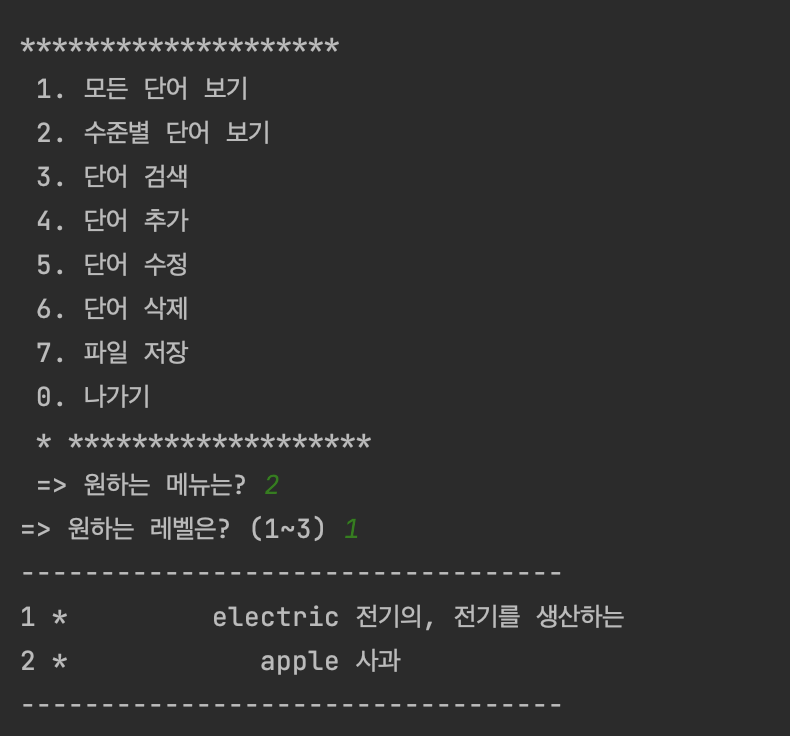 ********************
1. 모든 단어 보기
2. 수준별 단어 보기
3. 단어 검색
4. 단어 추가
5. 단어 수정
6. 단어 삭제
7. 파일 저장
0. 나가기
* *******************
=> 원하는 메뉴는? 2
=> 원하는 레벨은? (1~3) 1
----------------------------------
1 * electric 전기의, 전기를 생산하는
2 * apple 사과
----------------------------------